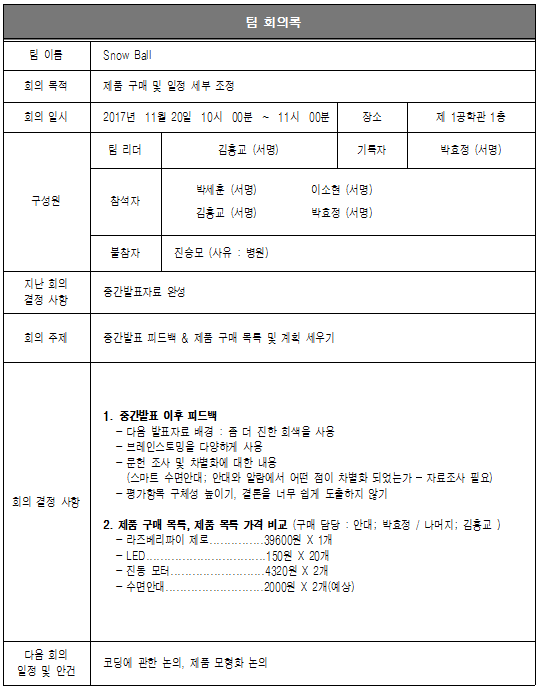 팀 회의록
팀 이름 Snow Ball
회의 목적 제품 구매 및 일정 세부 조정
회의 일시 2017년 11월 20일 10시 00분 ~ 11시 00분 장소 제 1공학관 1층
구성원 팀 리더 김홍교 (서명) 기록자 박효정 (서명)
참석자 박세훈 (서명) 이소현 (서명)
김홍교 (서명) 박효정 (서명)
불참자 진승모 (사유 : 병원)
지난 회의
결정 사항
중간발표자료 완성
회의 주제 중간발표 피드백 & 제품 구매 목록 및 계획 세우기
회의 결정 사항
1. 중간발표 이후 피드백
- 다음 발표자료 배경 : 좀 더 진한 회색을 사용
- 브레인스토밍을 다양하게 사용
- 문헌 조사 및 차별화에 대한 내용
(스마트 수면안대; 안대와 알람에서 어떤 점이 차별화 되었는가 - 자료조사 필요)
- 평가항목 구체성 높이기, 결론을 너무 쉽게 도출하지 않기
2. 제품 구매 목록, 제품 목록 가격 비교 (구매 담당 : 안대; 박효정 / 나머지; 김홍교 )
- 라즈베리파이 제로...............39600원 X 1개
- LED.................................150원 X 20개
- 진동 모터..........................4320원 X 2개
- 수면안대...........................2000원 X 2개(예상)
다음 회의
일정 및 안건
코딩에 관한 논의, 제품 모형화 논의